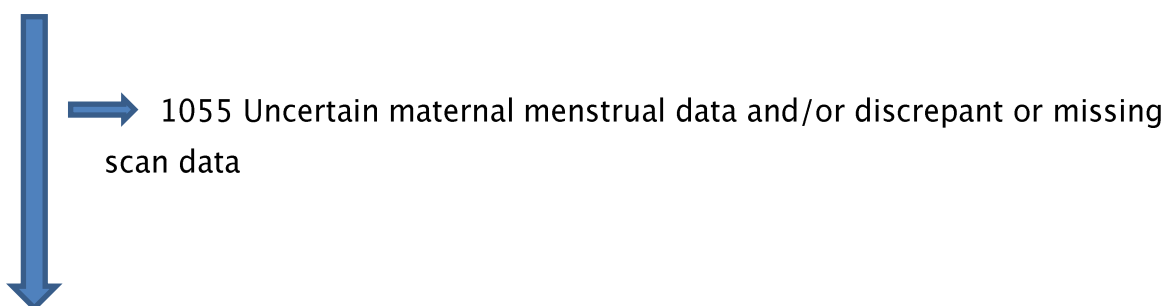 1055 Uncertain maternal menstrual data and/or discrepant or missing
scan data